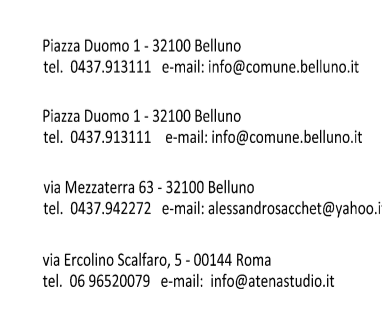 Piazza Duomo 1 - 32100 Belluno
tel. 0437.913111 e-mail: info@comune.belluno.it
Piazza Duomo 1 - 32100 Belluno
tel. 0437.913111 e-mail: info@comune.belluno.it
via Mezzaterra 63 - 32100 Belluno
tel. 0437.942272 e-mail: alessandrosacchet@yahoo.i
via Ercolino Scalfaro, 5 - 00144 Roma
tel. 06 96520079 e-mail: info@atenastudio.it